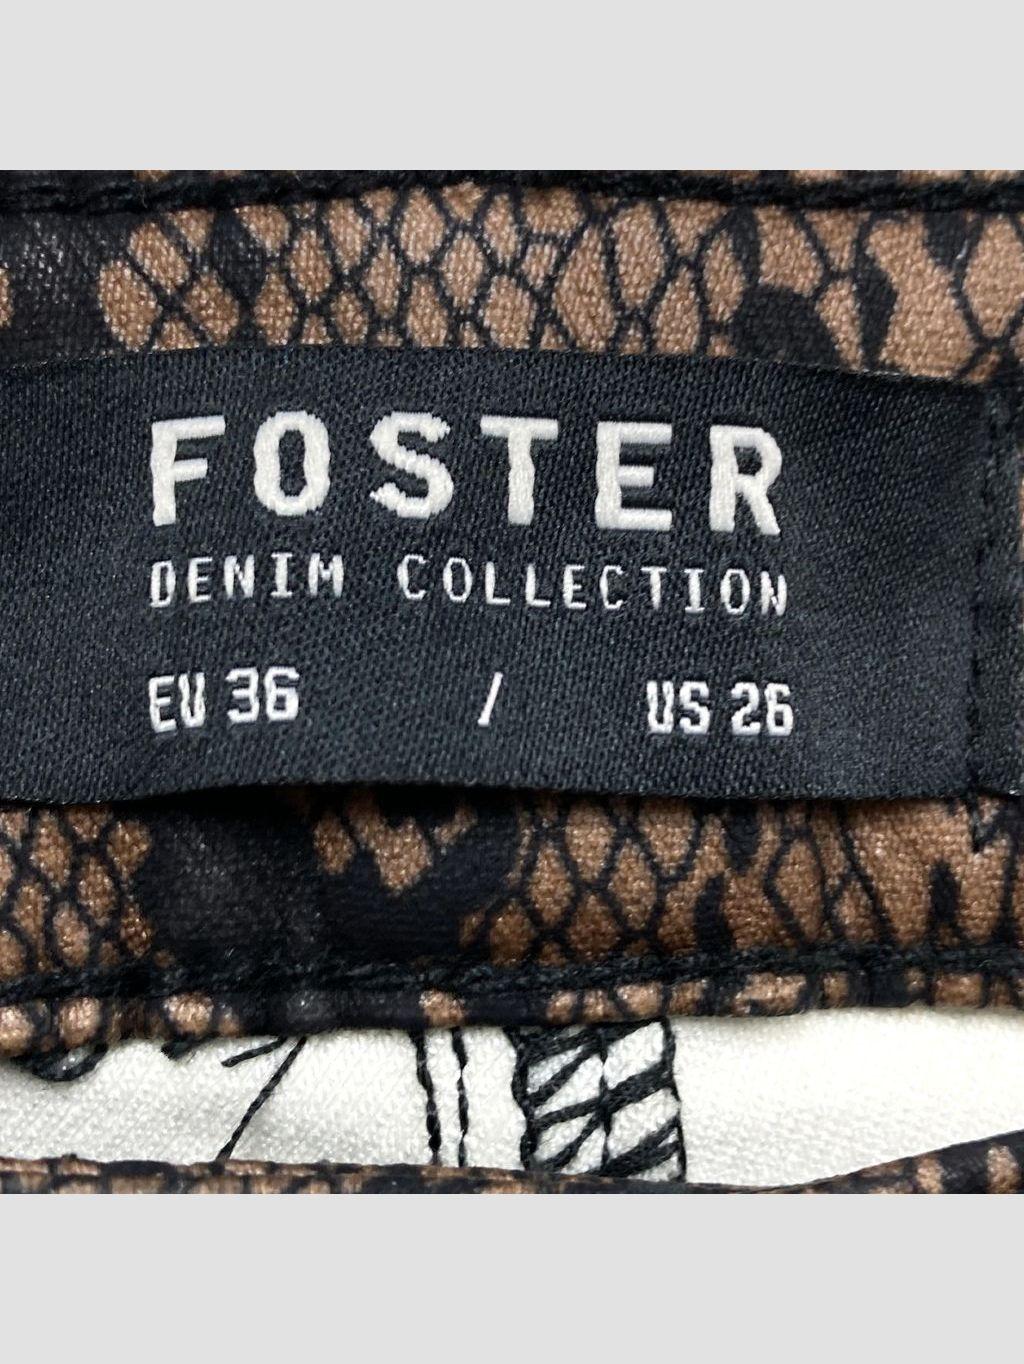 FOSTER
DENIM COLLECTION
EU 36 / US 26